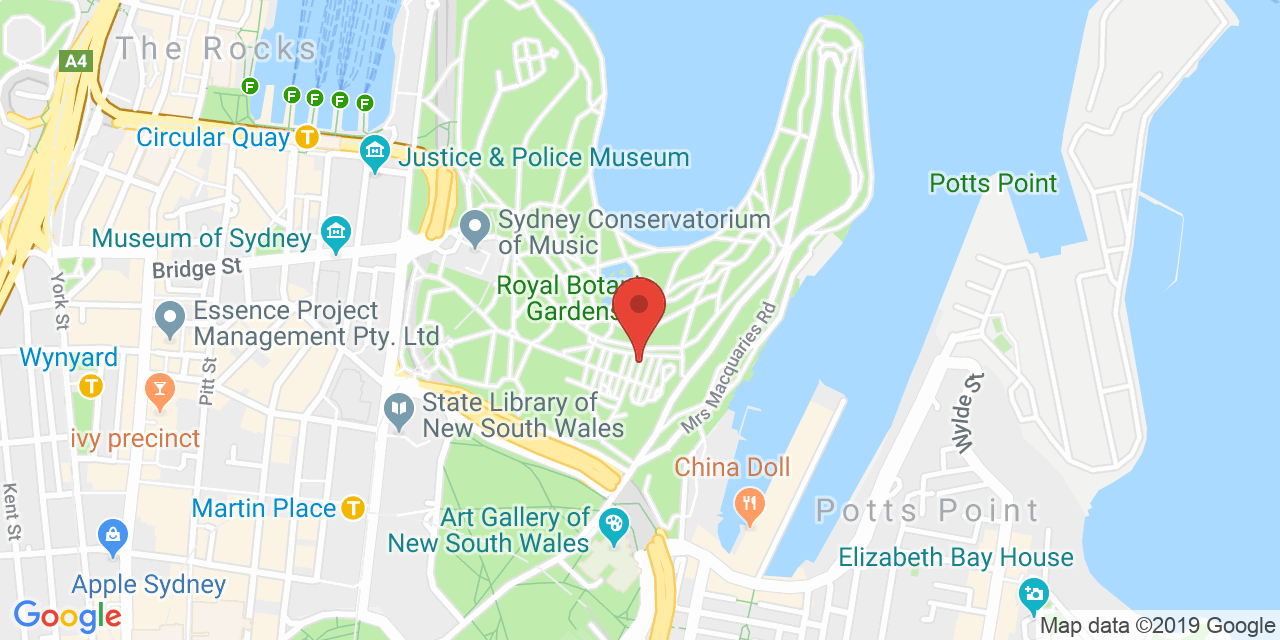 The Rocks
A4
F
F
F
F
F
Circular Quay
T
Justice & Police Museum
Potts Point
Sydney Conservatorium
of Music
Museum of Sydney
Bridge St
York St
Royal Botan
Gardens
Essence Project
Management Pty. Ltd
Mrs Macquaries Rd
Wynyard
T
Pitt St
Wylde St
State Library of
New South Wales
ivy precinct
China Doll
Kent St
Martin Place
T
Potts Point
Art Gallery of
New South Wales
Elizabeth Bay House
Apple Sydney
Google
Map data ©2019 Google